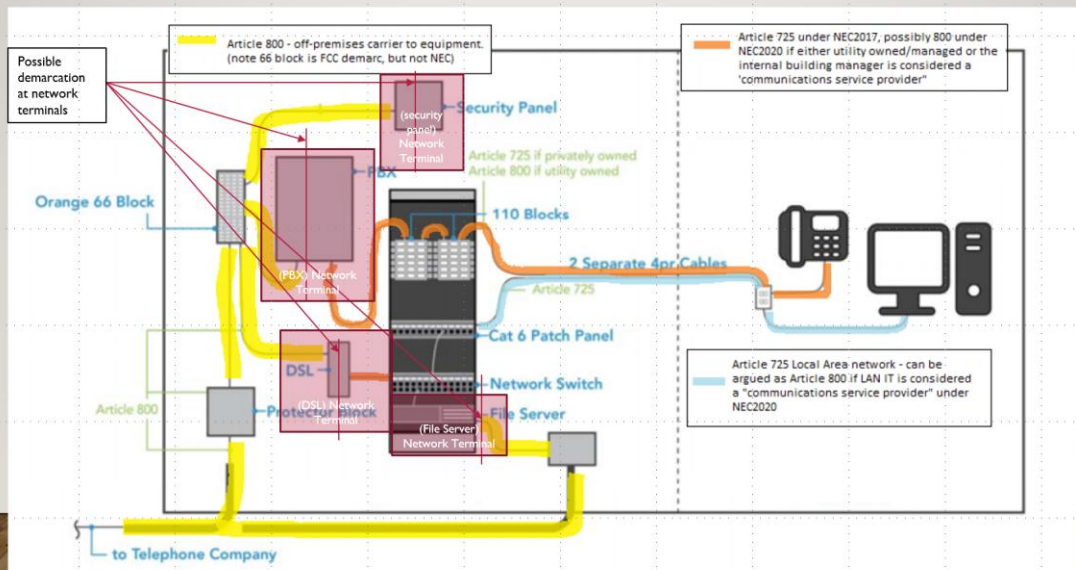 Possible
demarcation
at network
terminals
Article 800 - off-premises carrier to equipment.
(note 66 block is FCC demarc, but not NEC)
Article 725 under NEC2017, possibly 800 under
NEC2020 if either utility owned/managed or the
internal building manager is considered a
'communications service provider"
Security Panel
(security
panel)
Network
Terminal
Article 725 if privately owned
Article 800 if utility owned
PBX
Orange 66 Block
110 Blocks
(PBX) Network
Terminal
2 Separate 4pr Cables
Article 725
Cat 6 Patch Panel
DSL
Network Switch
Article 725 Local Area network - can be
argued as Article 800 if LAN IT is considered
a "communications service provider" under
NEC2020
Article 800
Protector Block
(DSL) Network
Terminal
File Server
(File Server)
Network Terminal
to Telephone Company